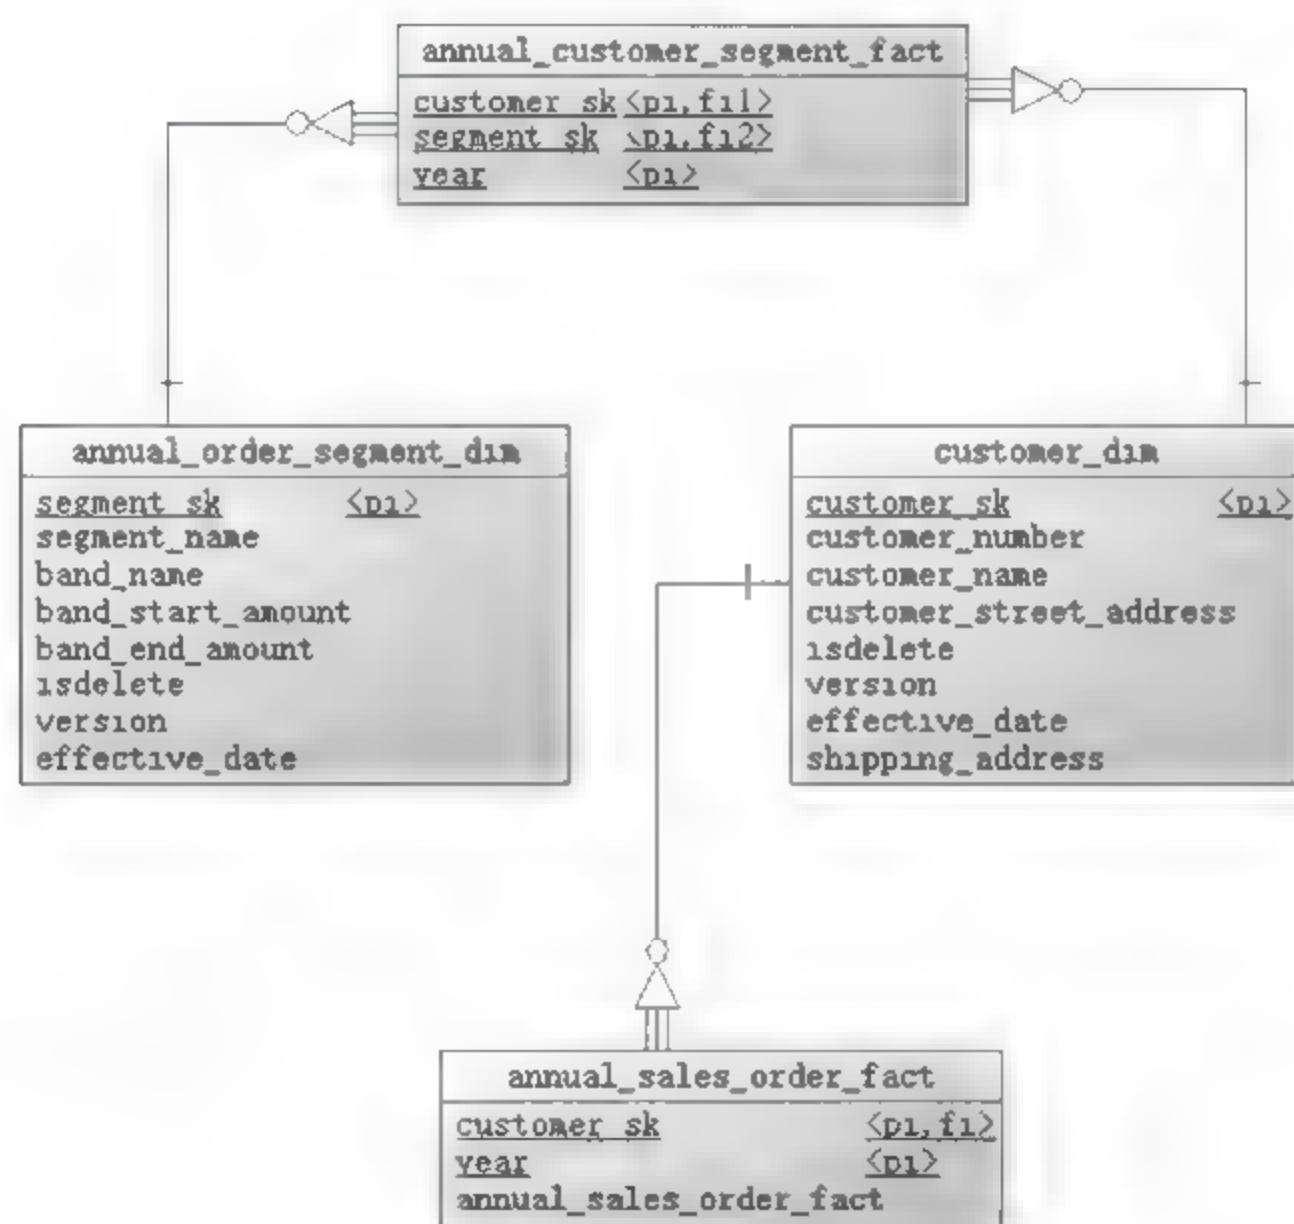 annual_customer_segment_fact
customer_sk <pi,fi1>
segment_sk <pi,fi2>
year <pi>
annual_order_segment_dim
segment_sk <pi>
segment_name
band_name
band_start_amount
band_end_amount
isdelete
version
effective_date
customer_dim
customer_sk <pi>
customer_number
customer_name
customer_street_address
isdelete
version
effective_date
shipping_address
annual_sales_order_fact
customer_sk <pi,fi>
year <pi>
annual_sales_order_fact